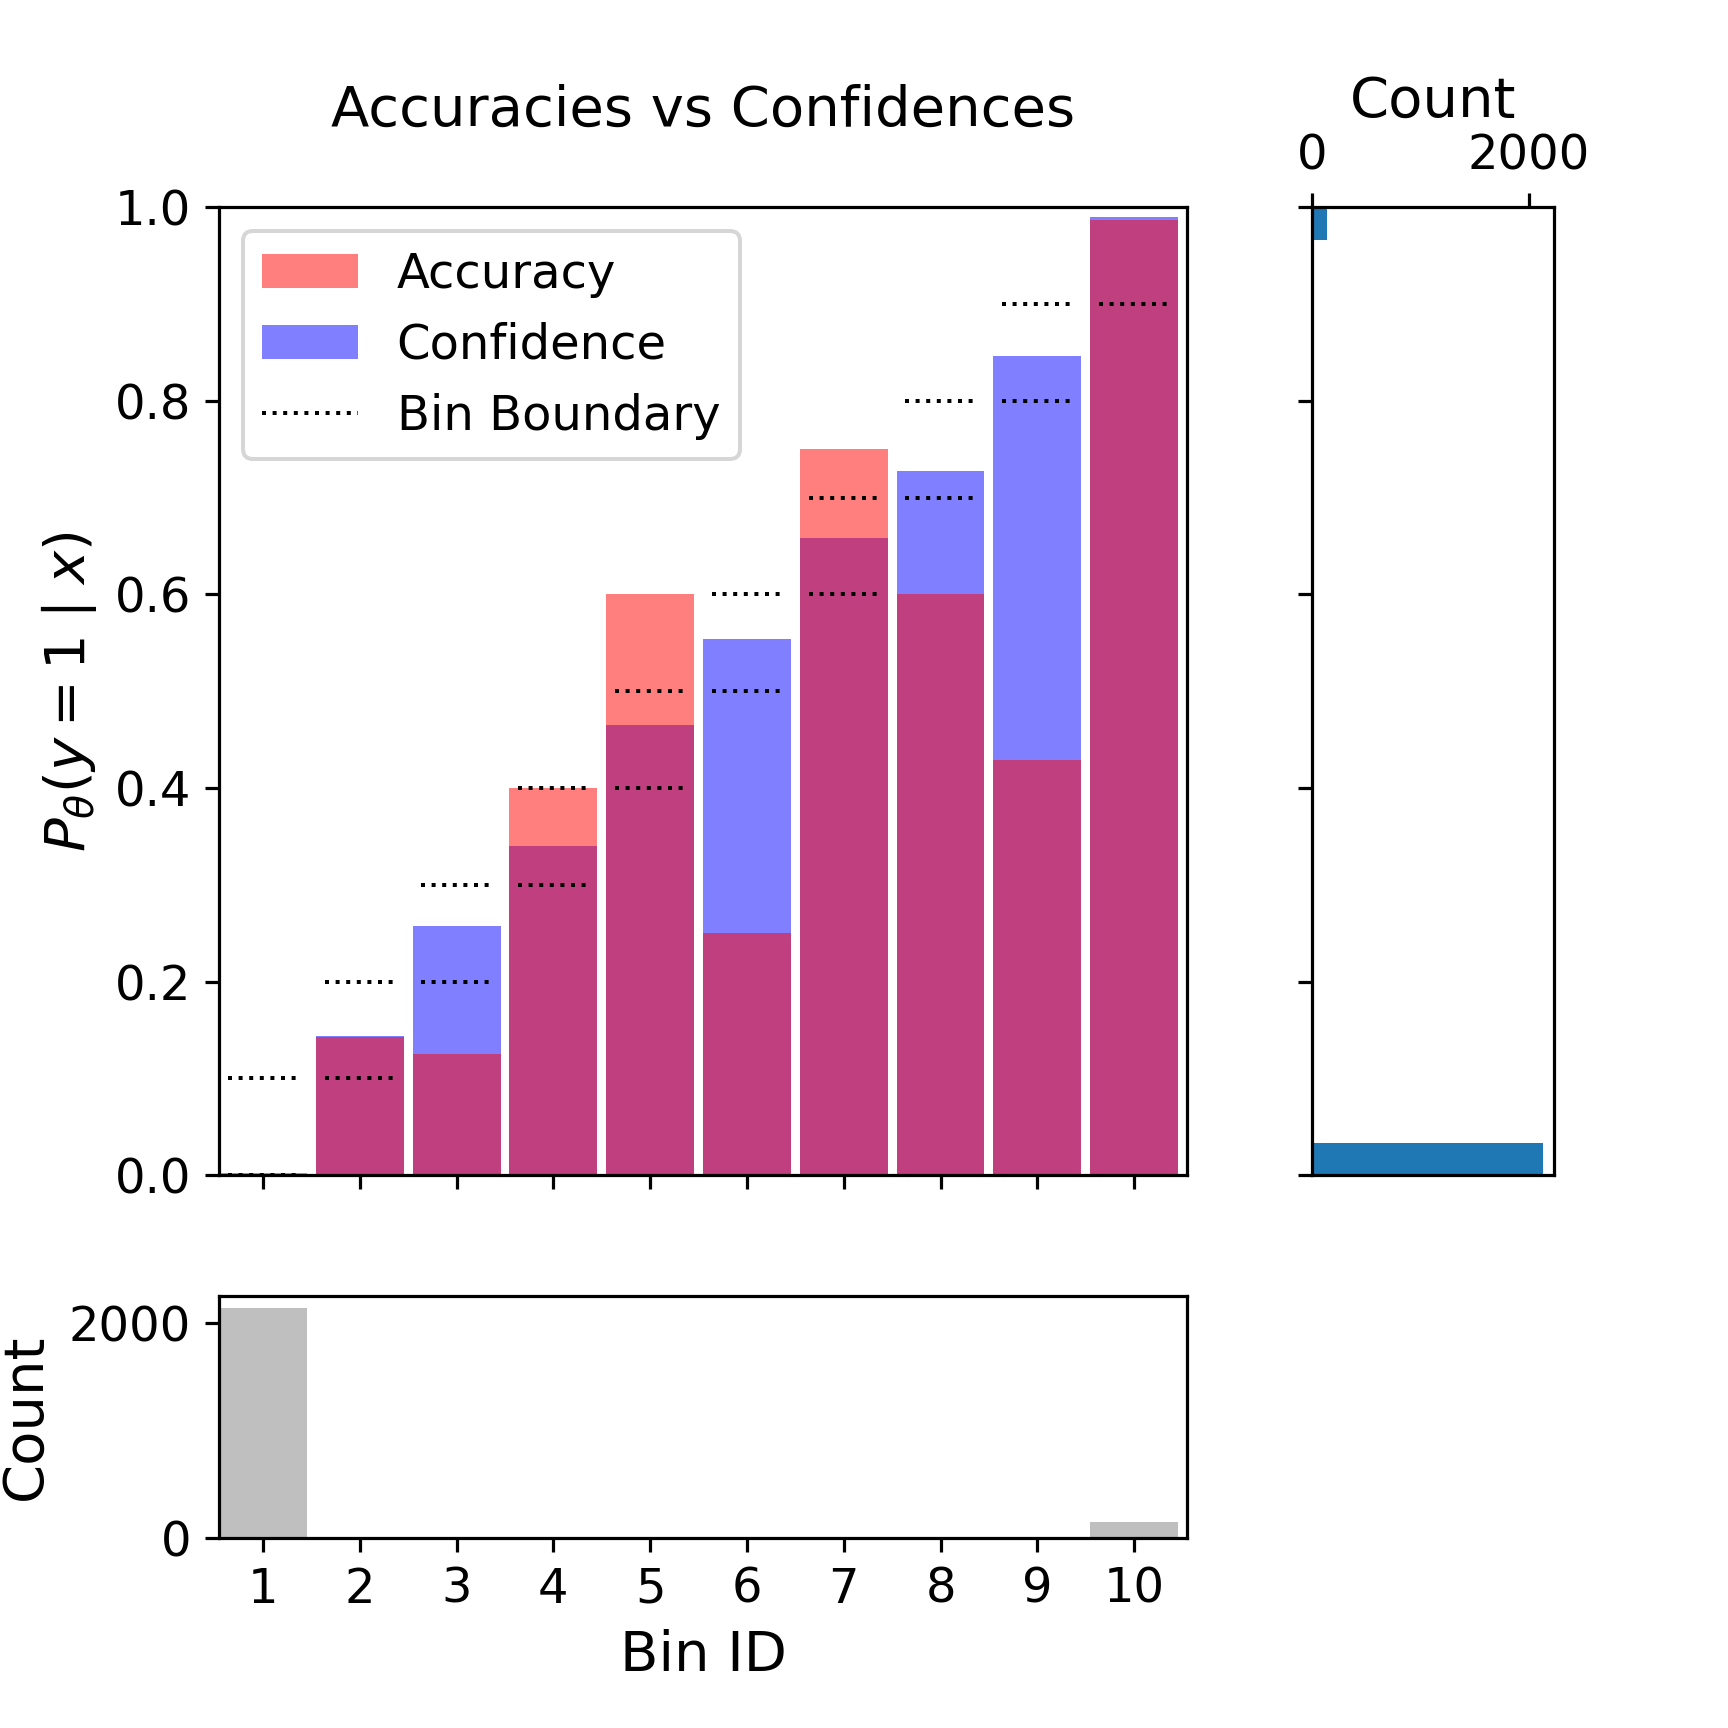 Accuracies vs Confidences
Count
0 2000
1.0
0.8
0.6
0.4
0.2
0.0
P_θ(y = 1 | x)
Accuracy
Confidence
Bin Boundary
2000
0
Count
1 2 3 4 5 6 7 8 9 10
Bin ID